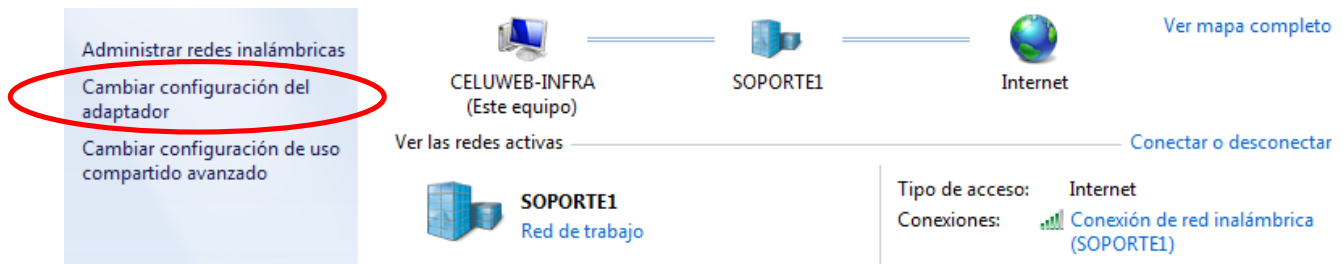 Administrar redes inalámbricas
Cambiar configuración del
adaptador
Cambiar configuración de uso
compartido avanzado
Ver mapa completo
CELUWEB-INFRA
(Este equipo)
SOPORTE1
Internet
Ver las redes activas
Conectar o desconectar
SOPORTE1
Red de trabajo
Tipo de acceso: Internet
Conexiones: Conexión de red inalámbrica
(SOPORTE1)